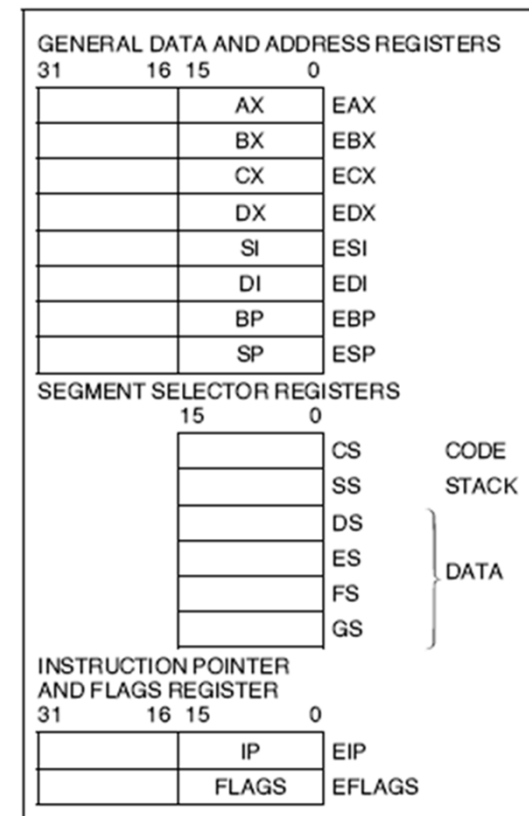 GENERAL DATA AND ADDRESS REGISTERS
31 16 15 0
AX EAX
BX EBX
CX ECX
DX EDX
SI ESI
DI EDI
BP EBP
SP ESP
SEGMENT SELECTOR REGISTERS
15 0
CS CODE
SS STACK
DS
ES
DATA
FS
GS
INSTRUCTION POINTER
AND FLAGS REGISTER
31 16 15 0
IP EIP
FLAGS EFLAGS